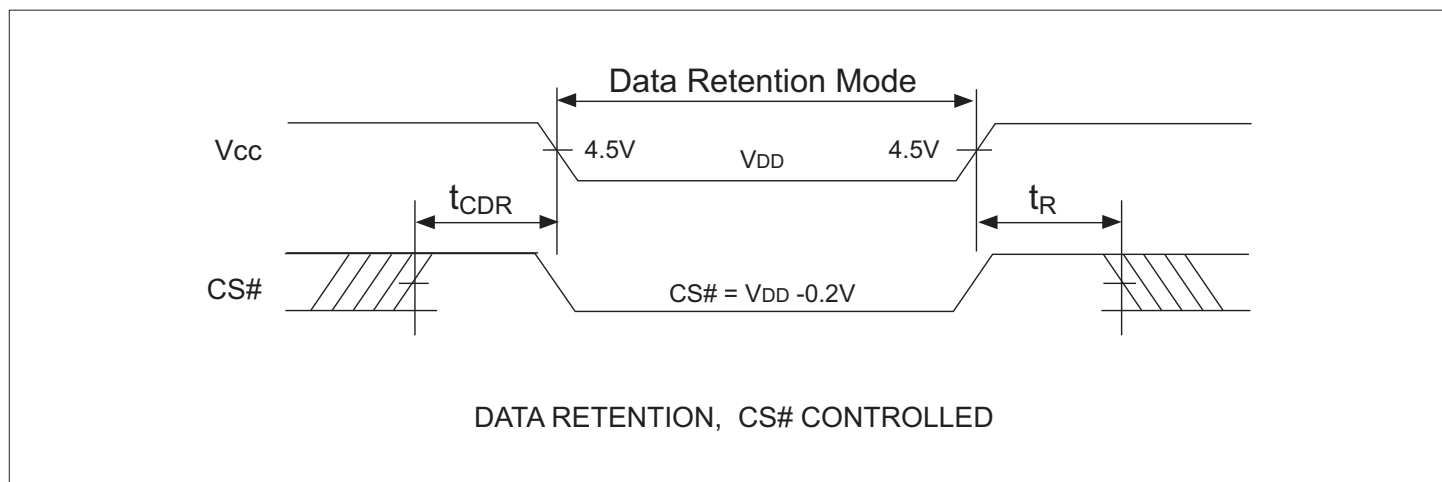 Data Retention Mode
Vcc
4.5V
VDD
4.5V
tCDR
tR
CS#
CS# = VDD -0.2V
DATA RETENTION, CS# CONTROLLED